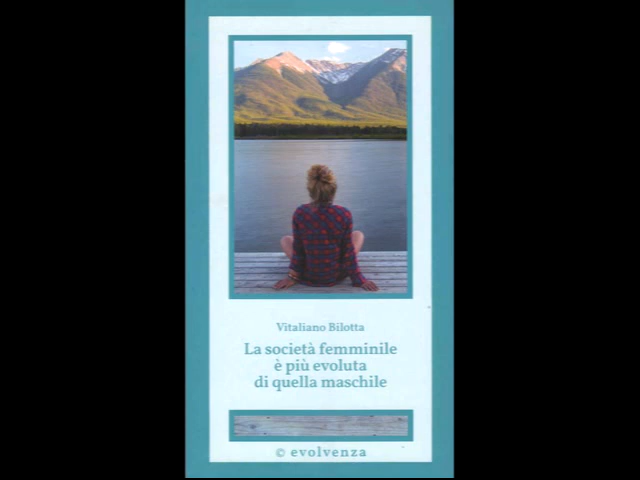 Vitaliano Bilotta
La società femminile
è più evoluta
di quella maschile
© evolvenza